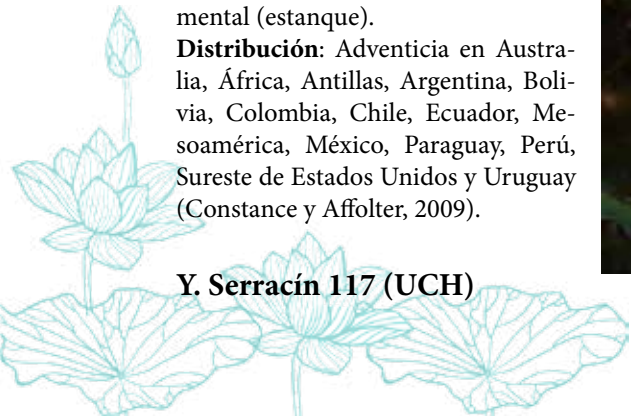 mental (estanque).
Distribución: Adventicia en Austra-
lia, África, Antillas, Argentina, Boli-
via, Colombia, Chile, Ecuador, Me-
soamérica, México, Paraguay, Perú,
Sureste de Estados Unidos y Uruguay
(Constance y Affolter, 2009).
Y. Serracín 117 (UCH)